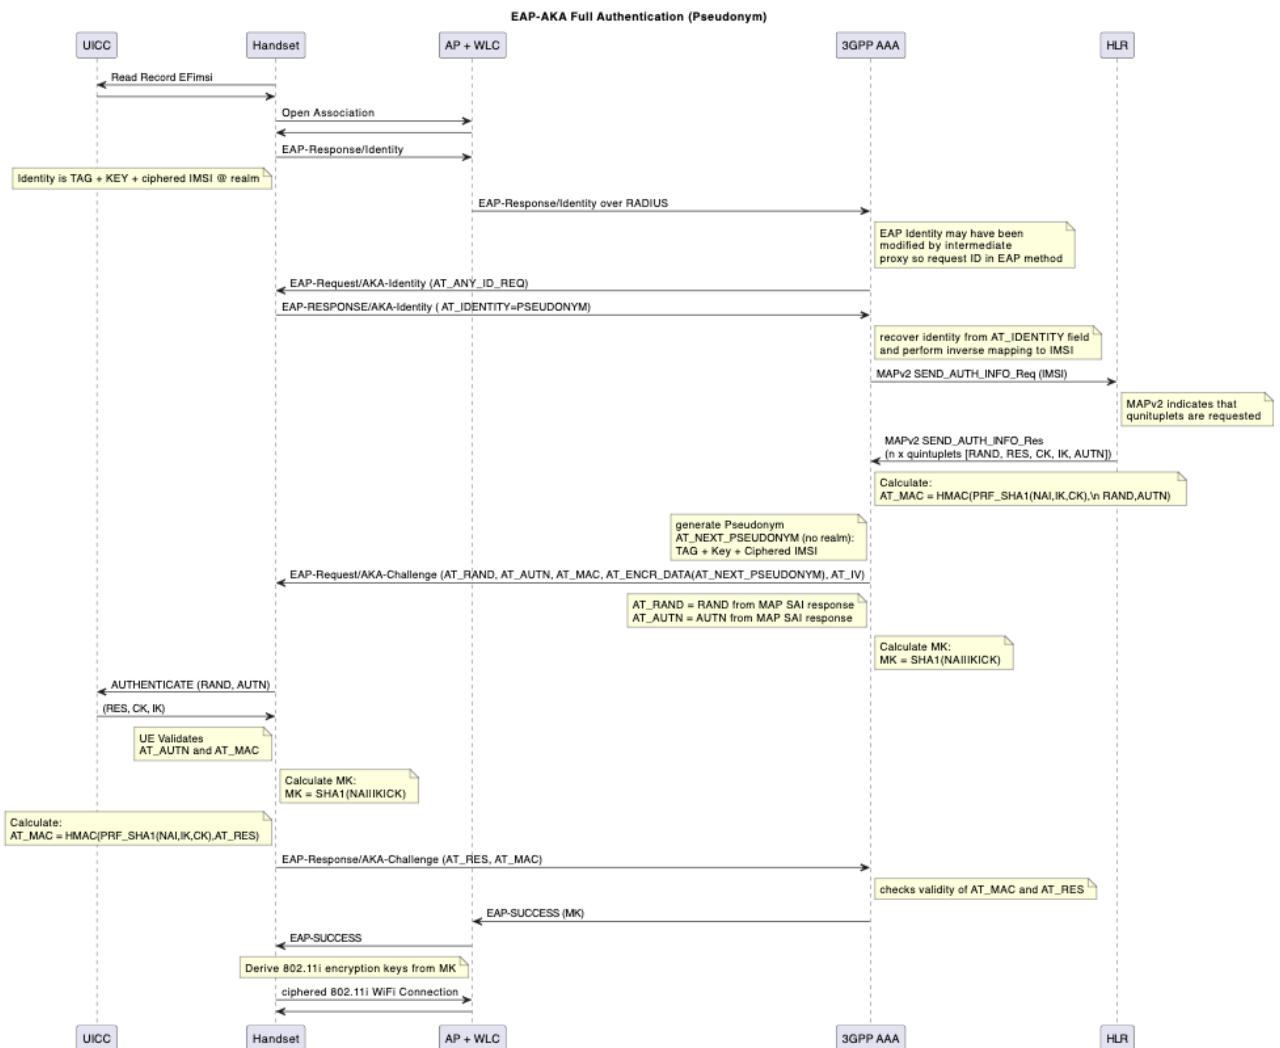 EAP-AKA Full Authentication (Pseudonym)
UICC
Handset
AP + WLC
3GPP AAA
HLR
Read Record EFimsi
Open Association
EAP-Response/Identity
Identity is TAG + KEY + ciphered IMSI @ realm
EAP-Response/Identity over RADIUS
EAP Identity may have been
modified by intermediate
proxy so request ID in EAP method
EAP-Request/AKA-Identity (AT_ANY_ID_REQ)
EAP-RESPONSE/AKA-Identity ( AT_IDENTITY=PSEUDONYM)
recover identity from AT_IDENTITY field
and perform inverse mapping to IMSI
MAPv2 SEND_AUTH_INFO_Req (IMSI)
MAPv2 indicates that
qunituplets are requested
MAPv2 SEND_AUTH_INFO_Res
(n x quintuplets [RAND, RES, CK, IK, AUTN])
Calculate:
AT_MAC = HMAC(PRF_SHA1(NAI,IK,CK),\n RAND,AUTN)
generate Pseudonym
AT_NEXT_PSEUDONYM (no realm):
TAG + Key + Ciphered IMSI
EAP-Request/AKA-Challenge (AT_RAND, AT_AUTN, AT_MAC, AT_ENCR_DATA(AT_NEXT_PSEUDONYM), AT_IV)
AT_RAND = RAND from MAP SAI response
AT_AUTN = AUTN from MAP SAI response
Calculate MK:
MK = SHA1(NAI|IK|CK)
AUTHENTICATE (RAND, AUTN)
(RES, CK, IK)
UE Validates
AT_AUTN and AT_MAC
Calculate MK:
MK = SHA1(NAI|IK|CK)
Calculate:
AT_MAC = HMAC(PRF_SHA1(NAI,IK,CK),AT_RES)
EAP-Response/AKA-Challenge (AT_RES, AT_MAC)
checks validity of AT_MAC and AT_RES
EAP-SUCCESS (MK)
EAP-SUCCESS
Derive 802.11i encryption keys from MK
ciphered 802.11i WiFi Connection
UICC
Handset
AP + WLC
3GPP AAA
HLR